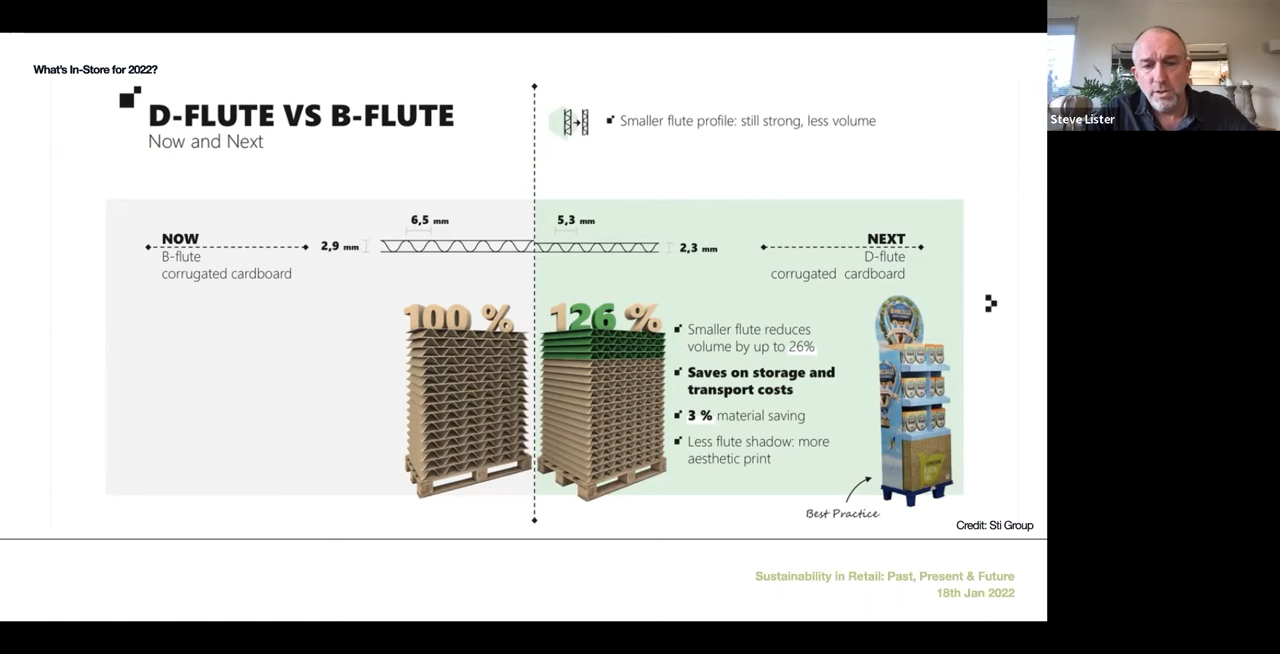 What's In-Store for 2022?
D-FLUTE VS B-FLUTE
Now and Next
Smaller flute profile: still strong, less volume
6,5 mm
5,3 mm
NOW
2,9 mm
2,3 mm
NEXT
B-flute
corrugated cardboard
D-flute
corrugated cardboard
100 %
126 %
Smaller flute reduces
volume by up to 26%
Saves on storage and
transport costs
3 % material saving
Less flute shadow: more
aesthetic print
Best Practice
Credit: Sti Group
Sustainability in Retail: Past, Present & Future
18th Jan 2022
Steve Lister